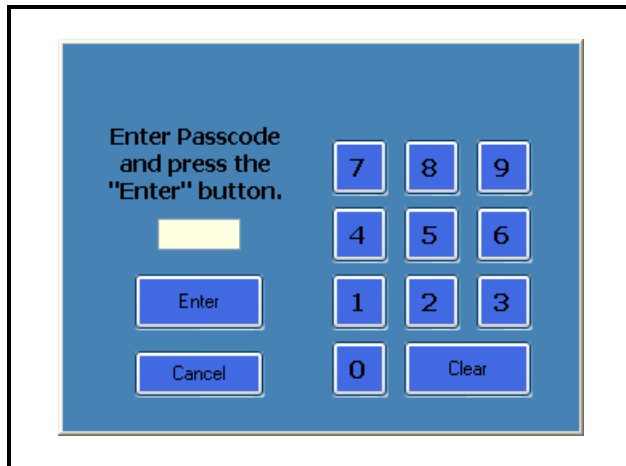 Enter Passcode
and press the
"Enter" button.
Enter
Cancel
7 8 9
4 5 6
1 2 3
0 Clear